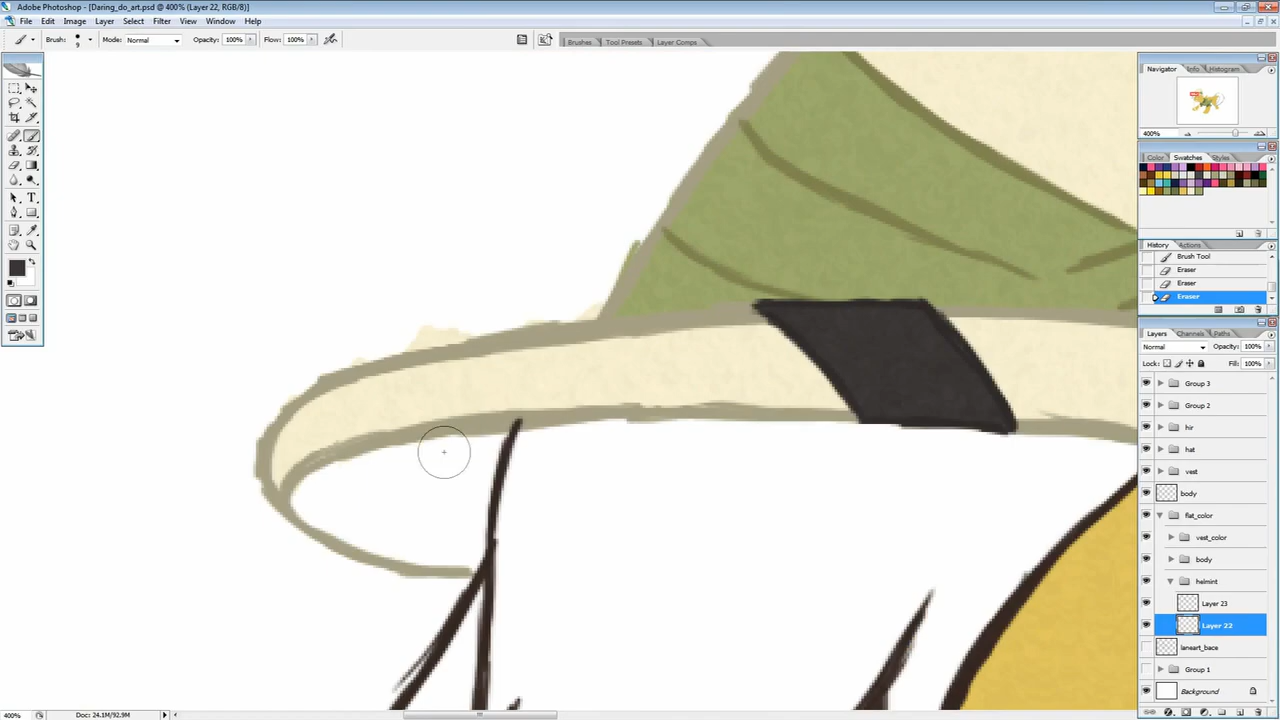 Adobe Photoshop - [Daring_do_art.psd @ 400% (Layer 22, RGB/8)]
File Edit Image Layer Select Filter View Window Help
Brush: 9 Mode: Normal Opacity: 100% Flow: 100% Brushes Tool Presets Layer Comps
Navigator Info Histogram
400%
Color Swatches Styles
History Actions
Brush Tool
Eraser
Eraser
Eraser
Layers Channels Paths
Normal Opacity: 100%
Lock: Fill: 100%
Group 3
Group 2
hir
hat
vest
body
flat_color
vest_color
body
helmint
Layer 23
Layer 22
laneart_bace
Group 1
Background
400% Doc: 24.1M/92.9M